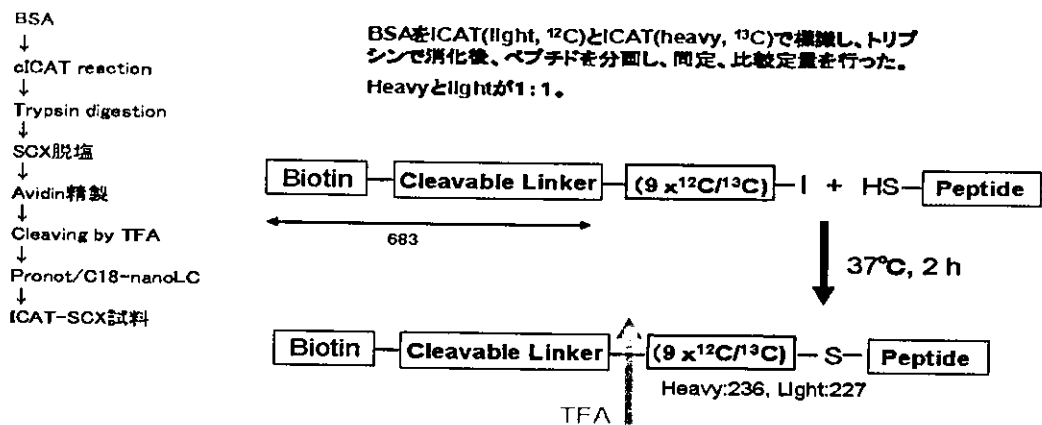 BSA
↓
cICAT reaction
↓
Trypsin digestion
↓
SCX脱塩
↓
Avidin精製
↓
Cleaving by TFA
↓
Pronot/C18-nanoLC
↓
ICAT-SCX試料
BSAをICAT(light, ¹²C)とICAT(heavy, ¹³C)で標識し、トリプ
シンで消化後、ペプチドを分画し、同定、比較定量を行った。
Heavyとlightが1:1。
Biotin Cleavable Linker (9 x¹²C/¹³C) I + HS Peptide
683
37℃, 2 h
Biotin Cleavable Linker (9 x¹²C/¹³C) S Peptide
Heavy:236, Light:227
TFA